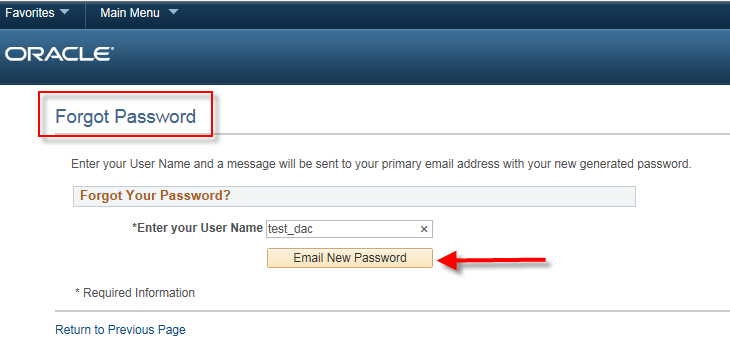 Favorites Main Menu
ORACLE
Forgot Password
Enter your User Name and a message will be sent to your primary email address with your new generated password.
Forgot Your Password?
*Enter your User Name test_dac ×
Email New Password
* Required Information
Return to Previous Page